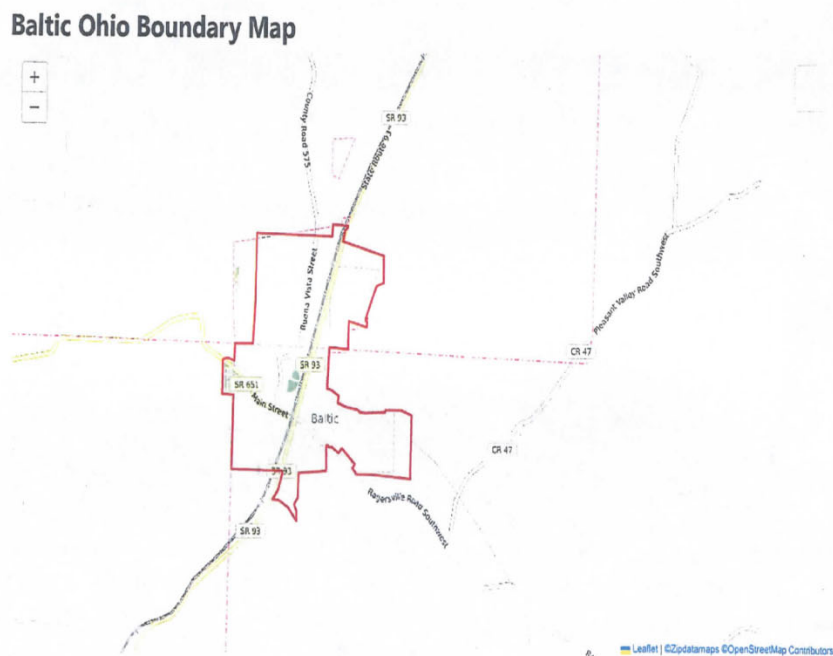 Baltic Ohio Boundary Map
+
−
SR 93
County Road 575
State Route 93
Buena Vista Street
Pleasant Valley Road Southwest
CR 47
SR 93
SR 651
Main Street
Baltic
CR 47
SR 93
Ragersville Road Southwest
SR 93
Leaflet | ©Zipdatamaps ©OpenStreetMap Contributors